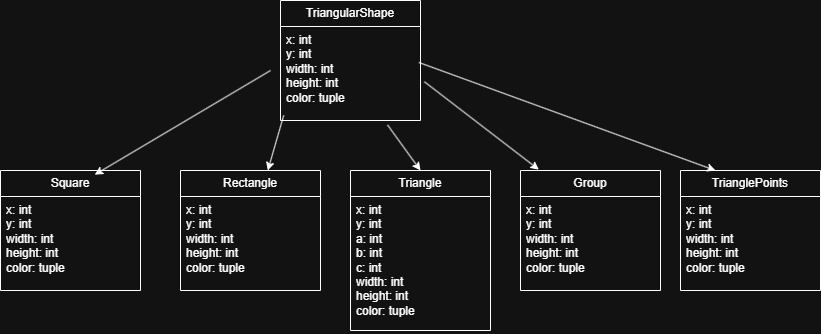 TriangularShape
x: int
y: int
width: int
height: int
color: tuple
Square
x: int
y: int
width: int
height: int
color: tuple
Rectangle
x: int
y: int
width: int
height: int
color: tuple
Triangle
x: int
y: int
a: int
b: int
c: int
width: int
height: int
color: tuple
Group
x: int
y: int
width: int
height: int
color: tuple
TrianglePoints
x: int
y: int
width: int
height: int
color: tuple